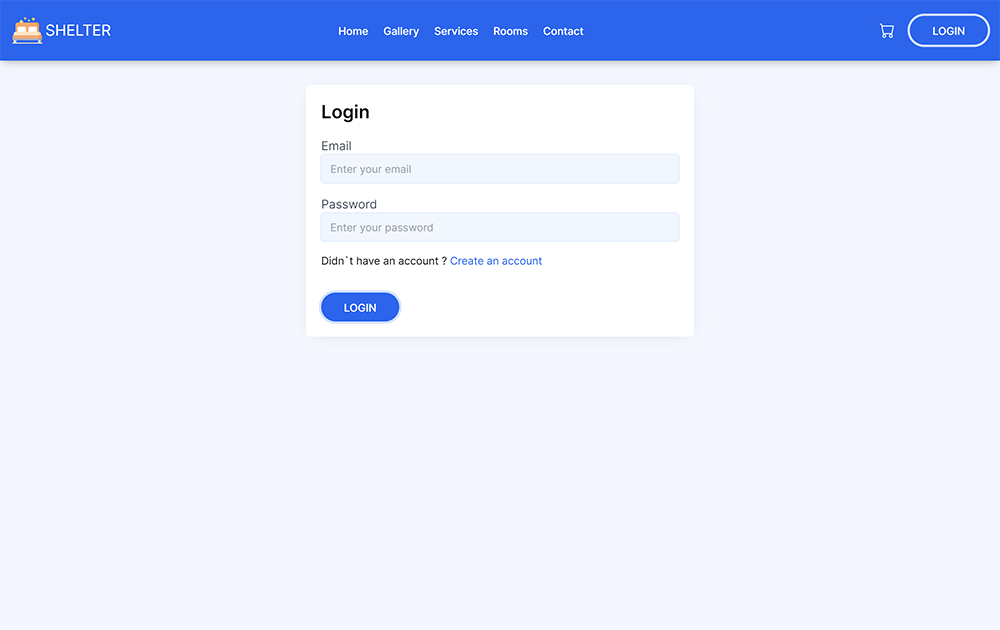 SHELTER
Home Gallery Services Rooms Contact
LOGIN
Login
Email
Enter your email
Password
Enter your password
Didn`t have an account ? Create an account
LOGIN